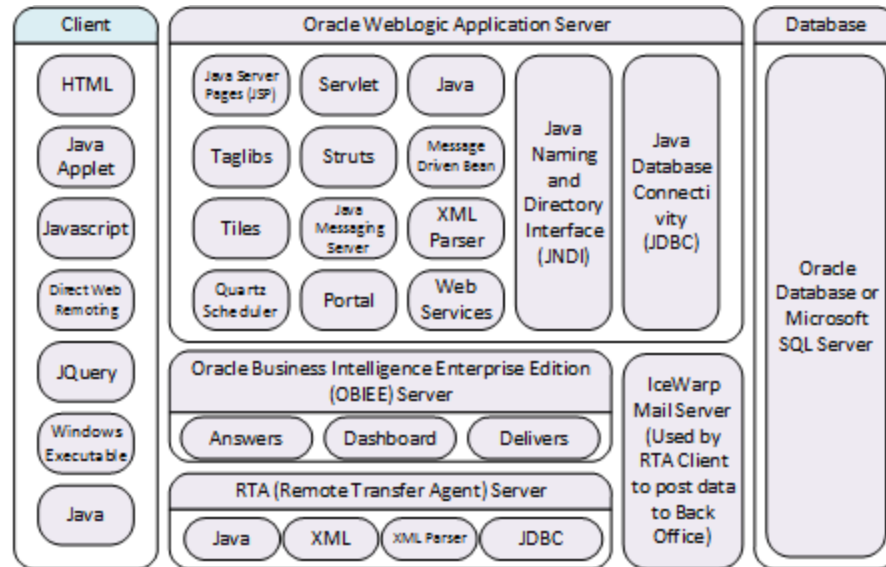 Client
HTML
Java
Applet
Javascript
Direct Web
Remoting
JQuery
Windows
Executable
Java
Oracle WebLogic Application Server
Java Server
Pages (JSP)
Servlet
Java
Taglibs
Struts
Message
Driven Bean
Tiles
Java
Messaging
Server
XML
Parser
Quartz
Scheduler
Portal
Web
Services
Java
Naming
and
Directory
Interface
(JNDI)
Java
Database
Connecti
vity
(JDBC)
Oracle Business Intelligence Enterprise Edition
(OBIEE) Server
Answers
Dashboard
Delivers
RTA (Remote Transfer Agent) Server
Java
XML
XML Parser
JDBC
IceWarp
Mail Server
(Used by
RTA Client
to post data
to Back
Office)
Database
Oracle
Database or
Microsoft
SQL Server